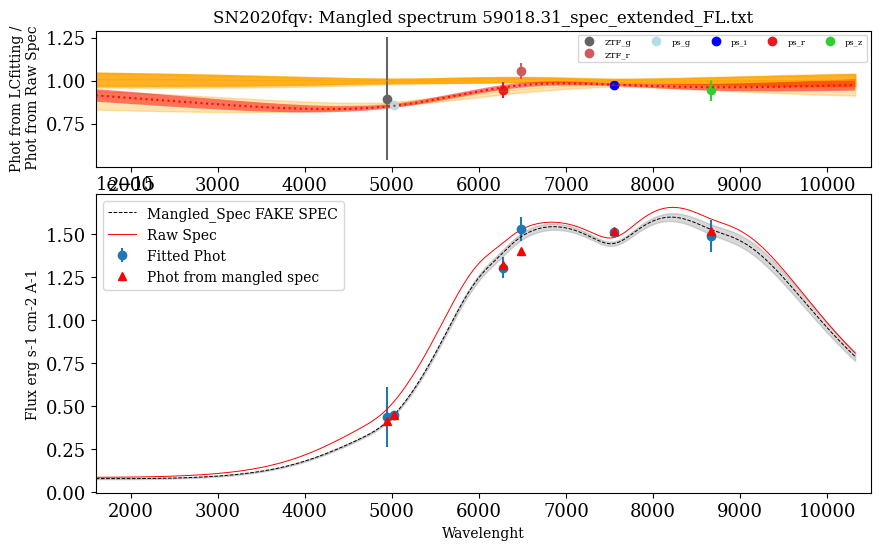 SN2020fqv: Mangled spectrum 59018.31_spec_extended_FL.txt
Phot from LCfitting /
Phot from Raw Spec
1.25
1.00
0.75
ZTF_g
ps_g
ps_i
ps_r
ps_z
ZTF_r
2000 3000 4000 5000 6000 7000 8000 9000 10000
1e−15
Flux erg s-1 cm-2 A-1
1.50
1.25
1.00
0.75
0.50
0.25
0.00
Mangled_Spec FAKE SPEC
Raw Spec
Fitted Phot
Phot from mangled spec
2000 3000 4000 5000 6000 7000 8000 9000 10000
Wavelenght